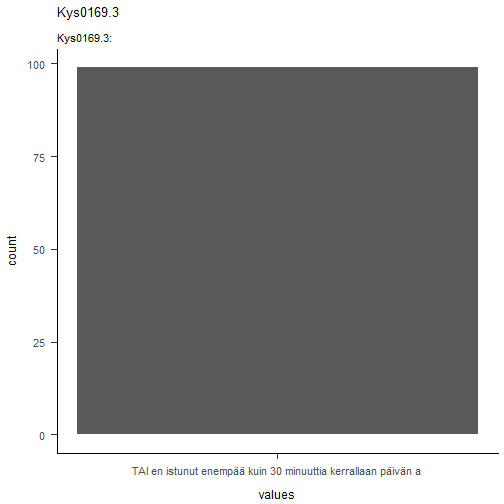 Kys0169.3
Kys0169.3:
100
75
50
25
0
count
TAI en istunut enempää kuin 30 minuuttia kerrallaan päivän a
values